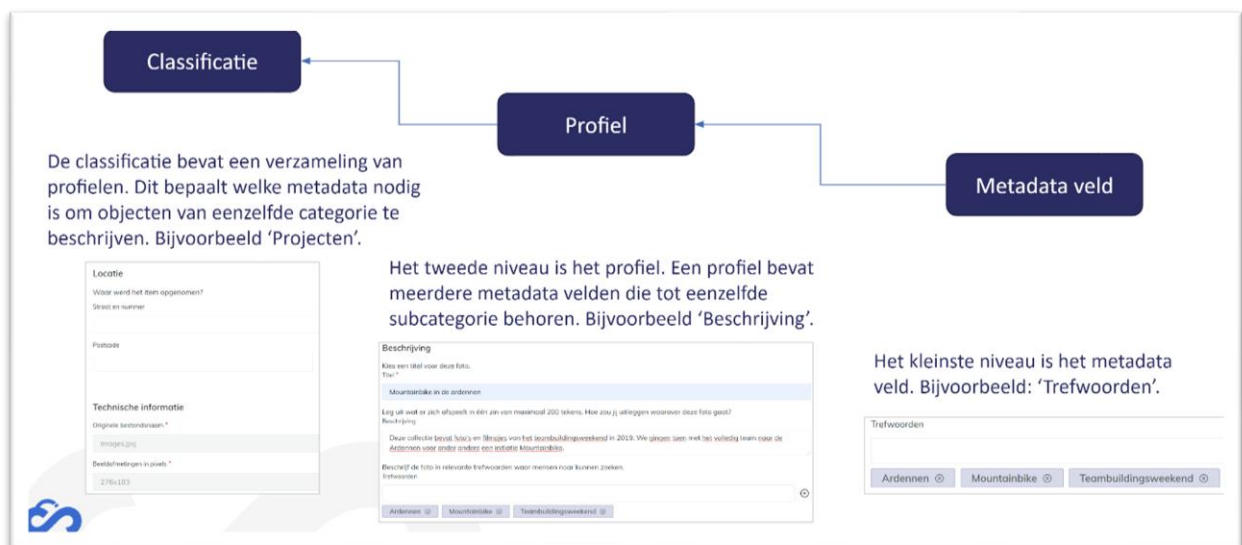 Classificatie
Profiel
Metadata veld
De classificatie bevat een verzameling van
profielen. Dit bepaalt welke metadata nodig
is om objecten van eenzelfde categorie te
beschrijven. Bijvoorbeeld ‘Projecten’.
Locatie
Waar werd het item opgenomen?
Straat en nummer
Postcode
Technische informatie
Originele bestandsnaam *
images.jpg
Beeldafmetingen in pixels *
276x183
Het tweede niveau is het profiel. Een profiel bevat
meerdere metadata velden die tot eenzelfde
subcategorie behoren. Bijvoorbeeld ‘Beschrijving’.
Beschrijving
Kies een titel voor deze foto.
Titel *
Mountainbike in de ardennen
Leg uit wat er zich afspeelt in één zin van maximaal 200 tekens. Hoe zou jij uitleggen waarover deze foto gaat?
Beschrijving
Deze collectie bevat foto's en filmpjes van het teambuildingsweekend in 2019. We gingen toen met het volledig team naar de
Ardennen voor onder anders een initiatie Mountainbike.
Beschrijf de foto in relevante trefwoorden waar mensen naar kunnen zoeken.
Trefwoorden
Ardennen Mountainbike Teambuildingsweekend
Het kleinste niveau is het metadata
veld. Bijvoorbeeld: ‘Trefwoorden’.
Trefwoorden
Ardennen Mountainbike Teambuildingsweekend